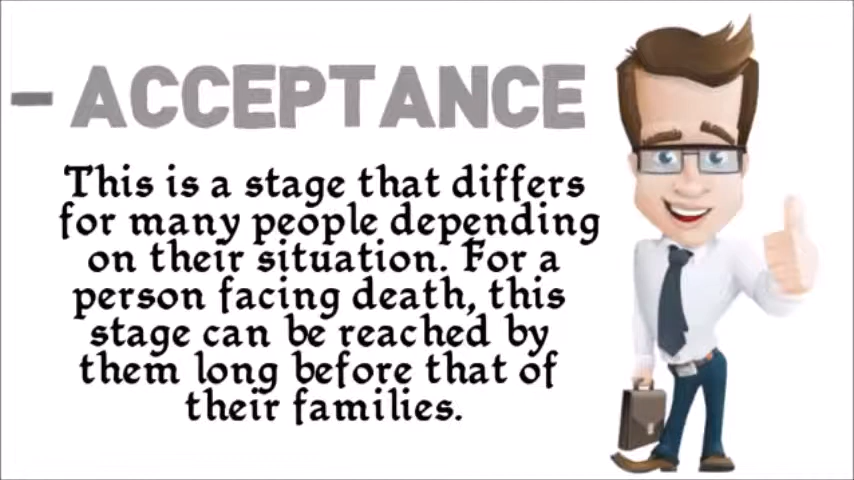 - ACCEPTANCE
This is a stage that differs
for many people depending
on their situation. For a
person facing death, this
stage can be reached by
them long before that of
their families.